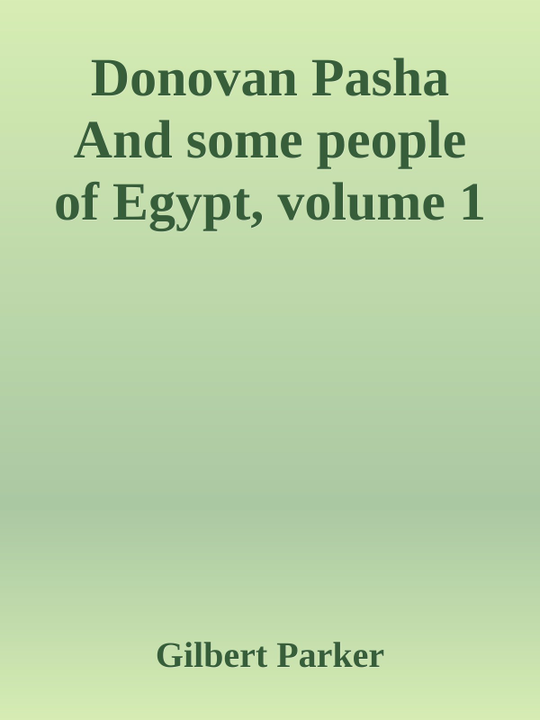 Donovan Pasha
And some people
of Egypt, volume 1
Gilbert Parker